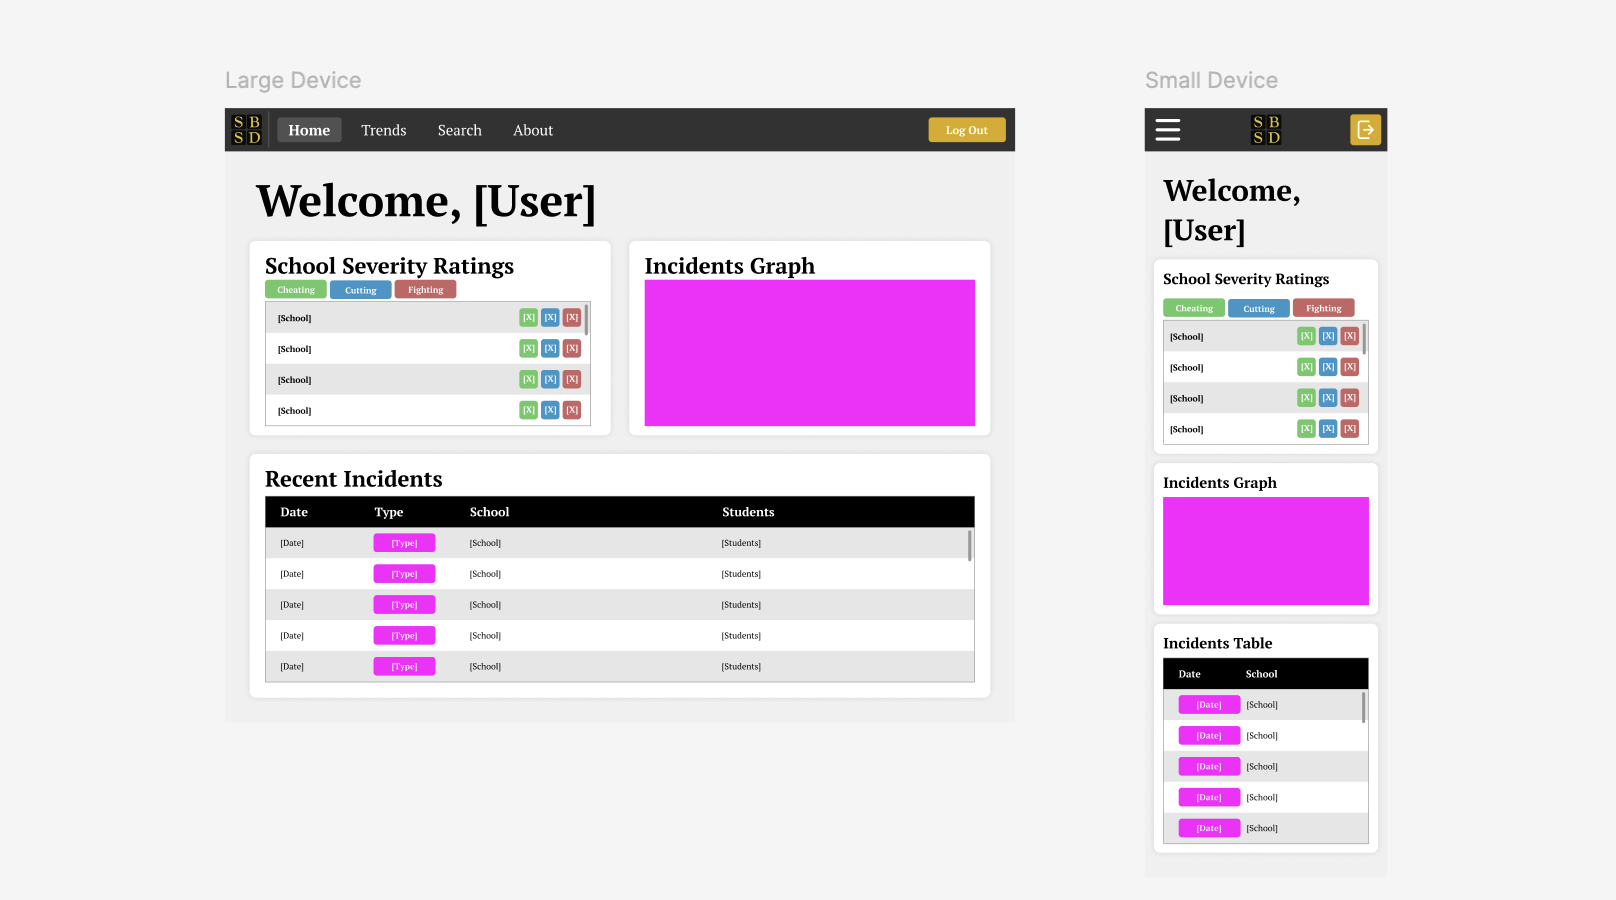 Large Device
S B
S D
Home Trends Search About Log Out
Welcome, [User]
School Severity Ratings
Cheating Cutting Fighting
[School] [X] [X] [X]
[School] [X] [X] [X]
[School] [X] [X] [X]
[School] [X] [X] [X]
Incidents Graph
Recent Incidents
Date Type School Students
[Date] [Type] [School] [Students]
[Date] [Type] [School] [Students]
[Date] [Type] [School] [Students]
[Date] [Type] [School] [Students]
[Date] [Type] [School] [Students]
Small Device
S B
S D
Welcome,
[User]
School Severity Ratings
Cheating Cutting Fighting
[School] [X] [X] [X]
[School] [X] [X] [X]
[School] [X] [X] [X]
[School] [X] [X] [X]
Incidents Graph
Incidents Table
Date School
[Date] [School]
[Date] [School]
[Date] [School]
[Date] [School]
[Date] [School]